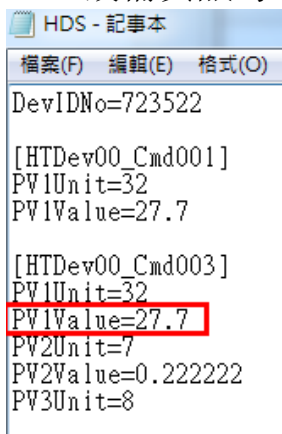 HDS - 記事本
檔案(F) 編輯(E) 格式(O)
DevIDNo=723522
[HTDev00_Cmd001]
PV1Unit=32
PV1Value=27.7
[HTDev00_Cmd003]
PV1Unit=32
PV1Value=27.7
PV2Unit=7
PV2Value=0.222222
PV3Unit=8